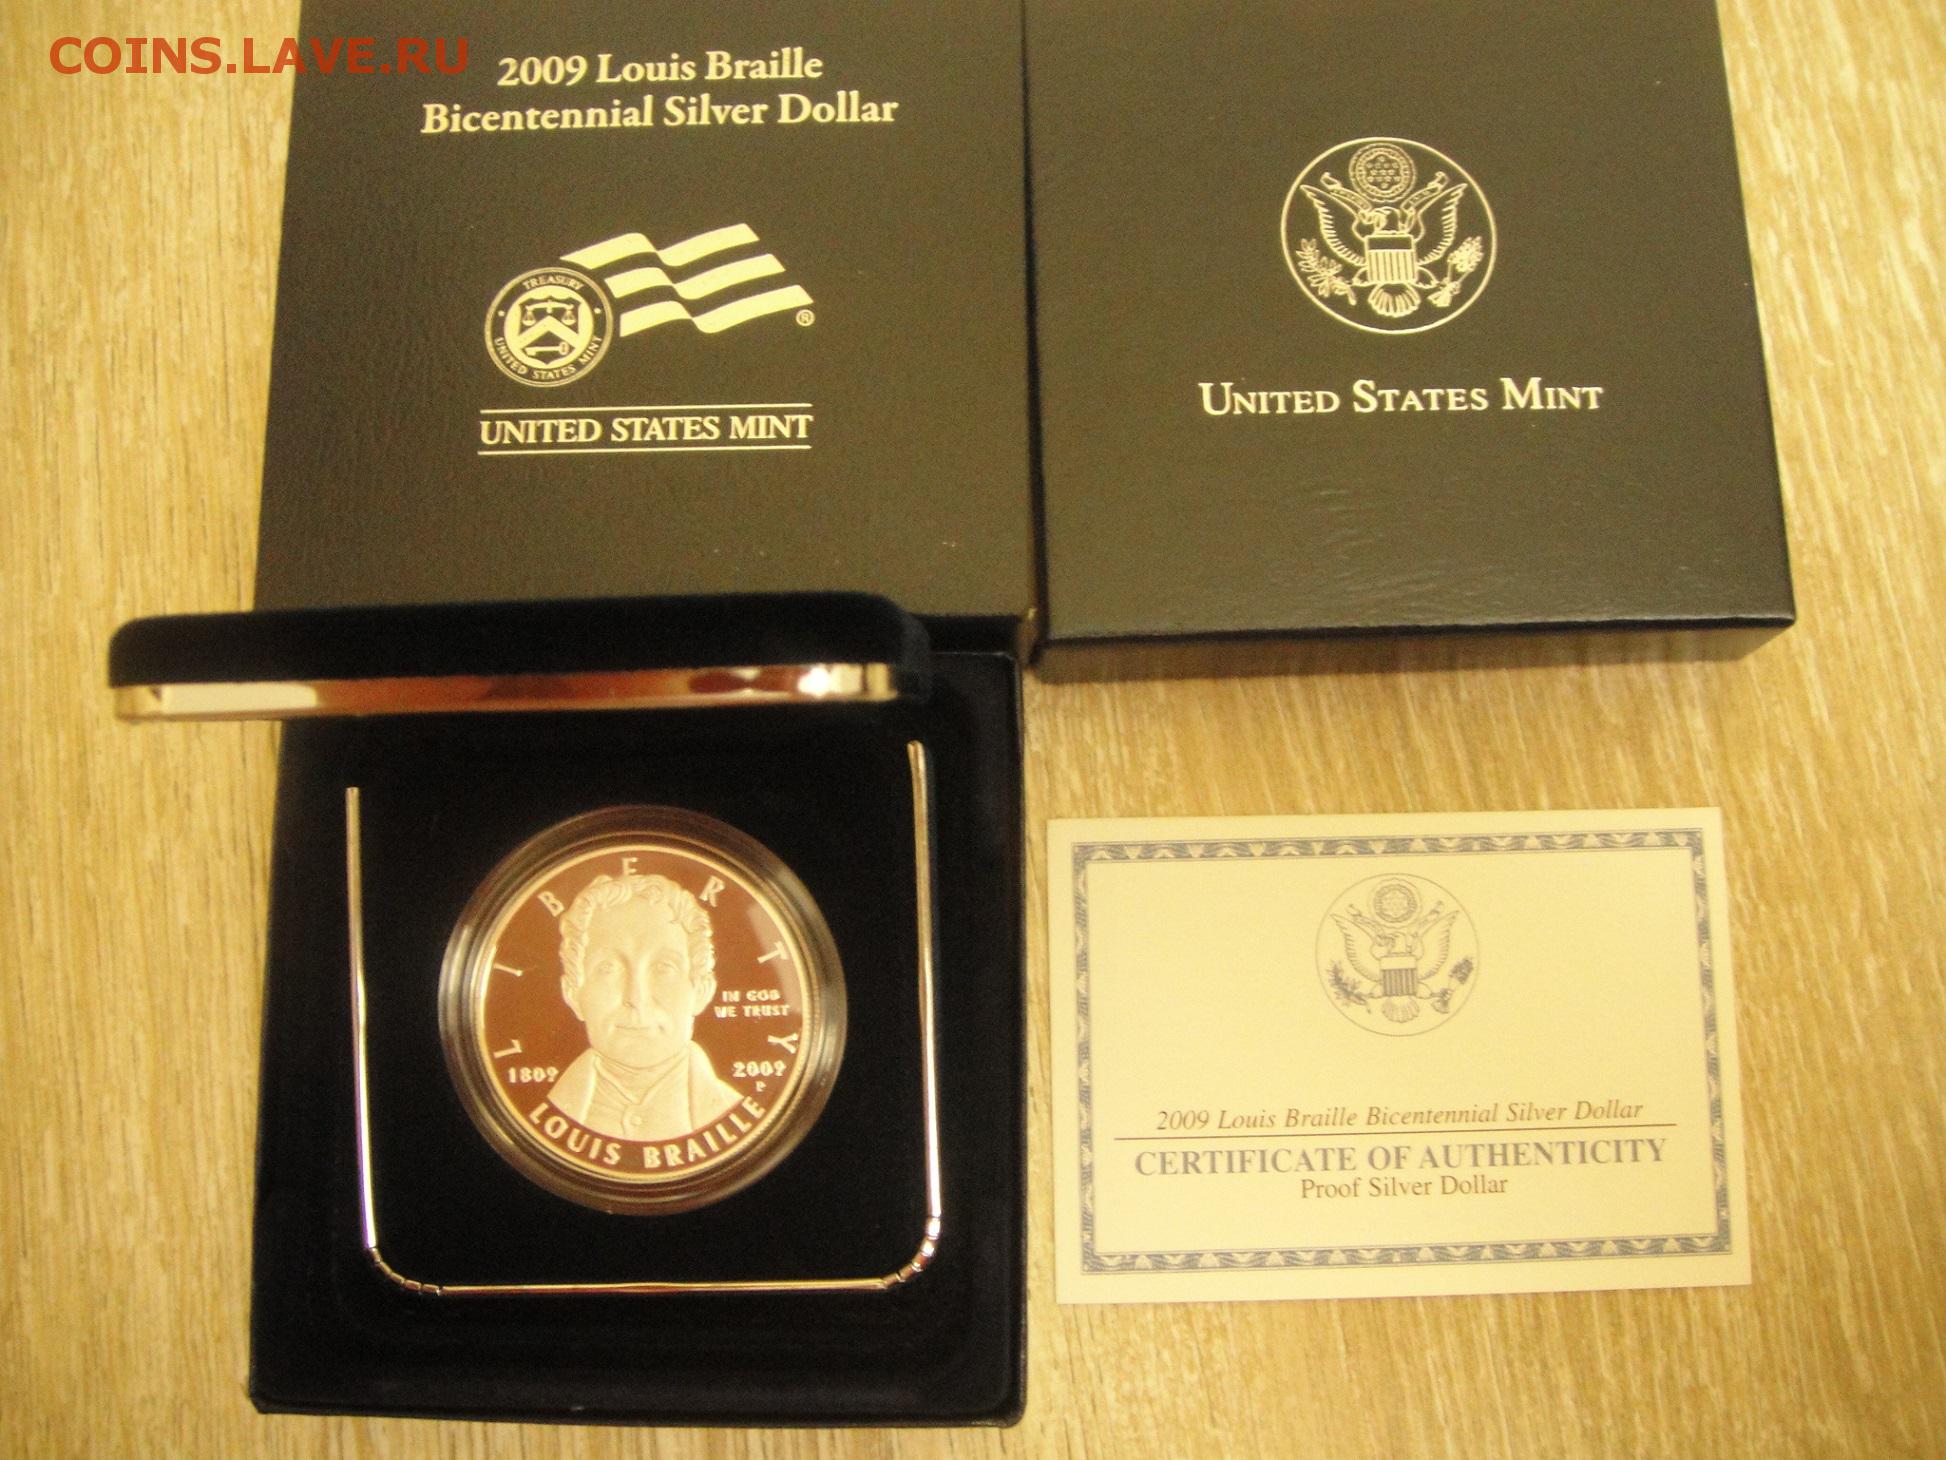 COINS.LAVE.RU
2009 Louis Braille
Bicentennial Silver Dollar
TREASURY
UNITED STATES MINT
®
UNITED STATES MINT
UNITED STATES MINT
LIBERTY
IN GOD
WE TRUST
1809
2009
P
LOUIS BRAILLE
2009 Louis Braille Bicentennial Silver Dollar
CERTIFICATE OF AUTHENTICITY
Proof Silver Dollar